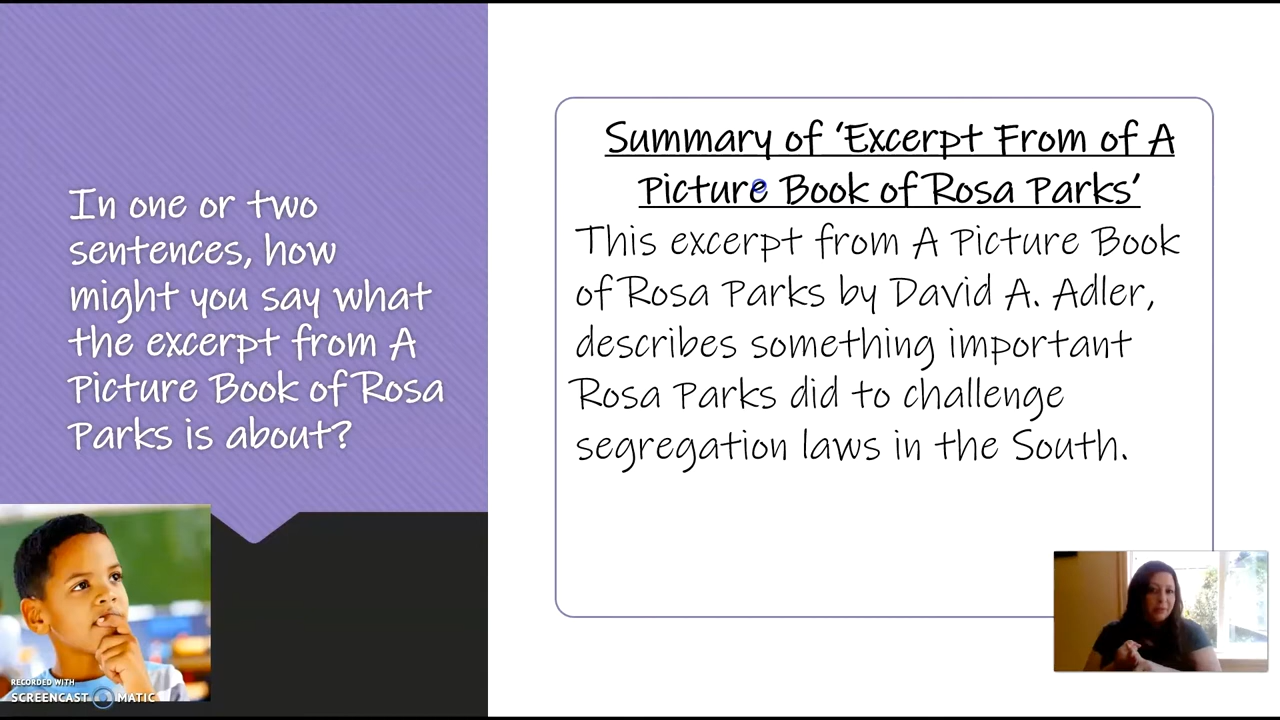 In one or two
sentences, how
might you say what
the excerpt from A
Picture Book of Rosa
Parks is about?
Summary of ‘Excerpt From of A
Picture Book of Rosa Parks’
This excerpt from A Picture Book
of Rosa Parks by David A. Adler,
describes something important
Rosa Parks did to challenge
segregation laws in the South.
RECORDED WITH
SCREENCAST MATIC